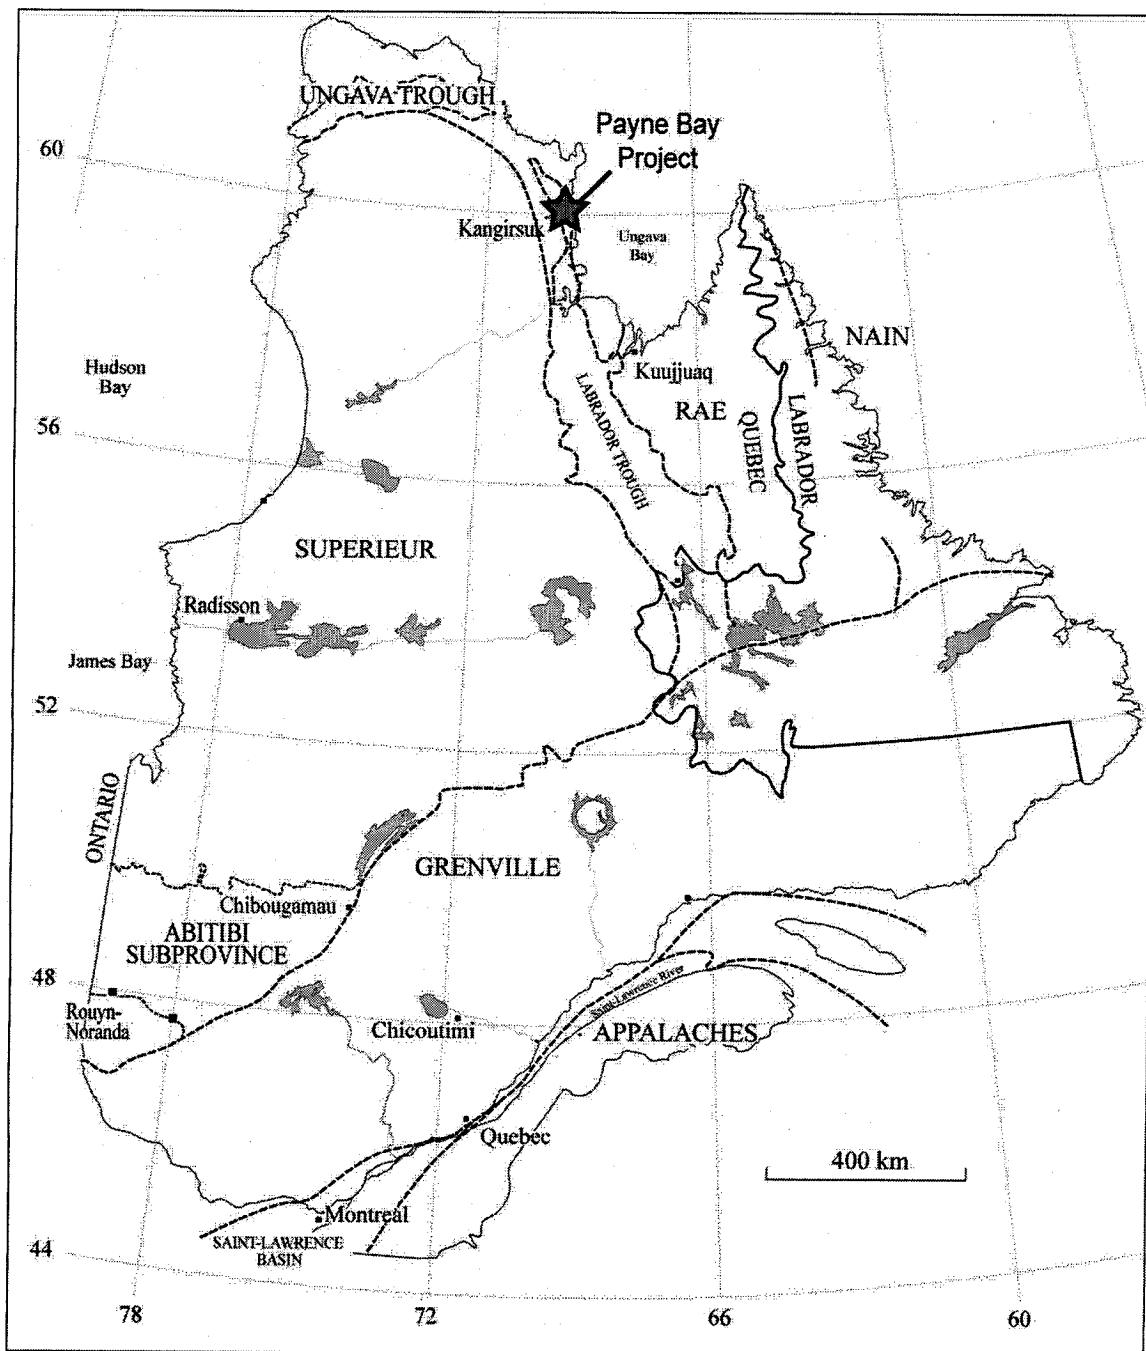 UNGAVA TROUGH
Payne Bay
Project
60
Kangirsuk
Ungava
Bay
NAIN
Hudson
Bay
Kuujjuaq
LABRADOR TROUGH
RAE
QUEBEC
LABRADOR
56
SUPERIEUR
Radisson
James Bay
52
ONTARIO
GRENVILLE
Chibougamau
ABITIBI
SUBPROVINCE
48
Rouyn-
Noranda
Chicoutimi
Saint-Lawrence River
APPALACHES
Quebec
400 km
Montreal
SAINT-LAWRENCE
BASIN
44
78
72
66
60